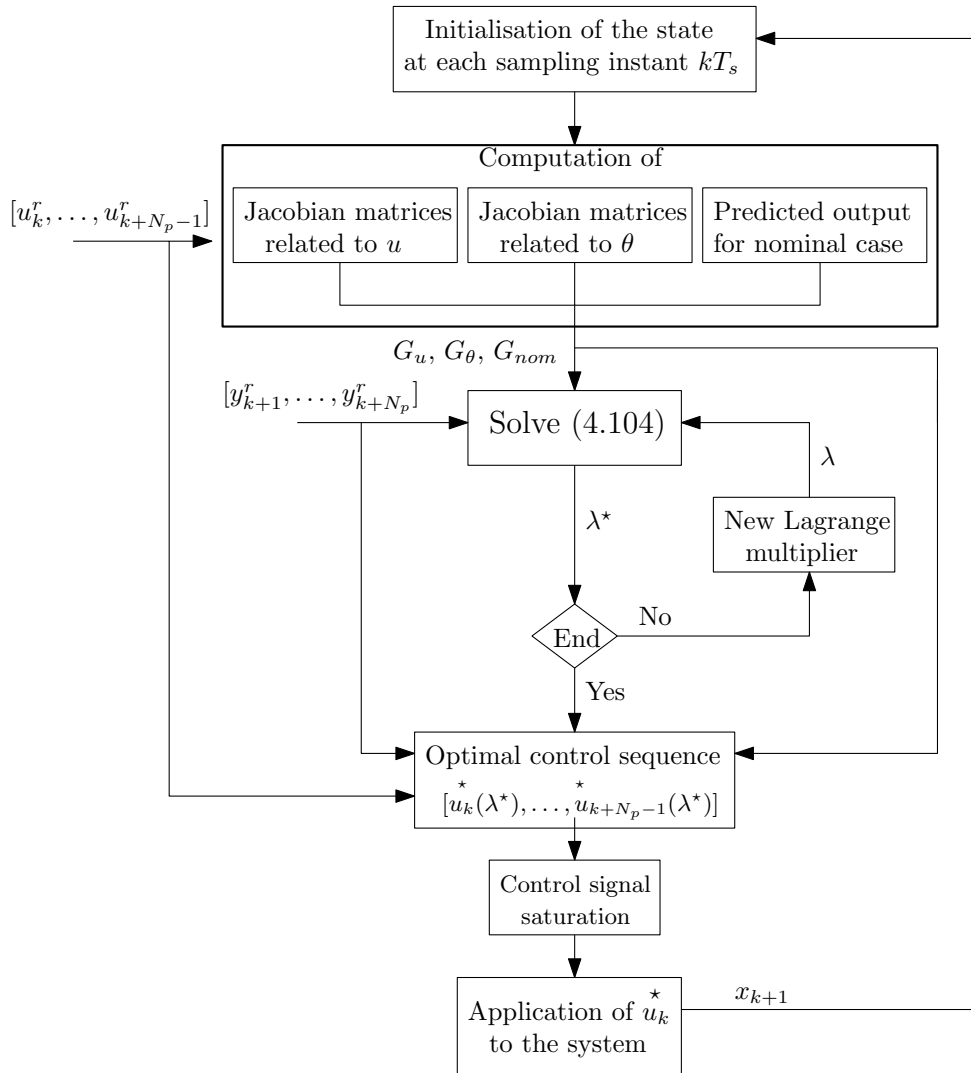 Initialisation of the state
at each sampling instant $kT_s$
Computation of
$[u_k^r, \ldots, u_{k+N_p-1}^r]$
Jacobian matrices
related to $u$
Jacobian matrices
related to $\theta$
Predicted output
for nominal case
$G_u$, $G_\theta$, $G_{nom}$
$[y_{k+1}^r, \ldots, y_{k+N_p}^r]$
Solve (4.104)
$\lambda$
$\lambda^\star$
New Lagrange
multiplier
End
No
Yes
Optimal control sequence
$[\overset{\star}{u}_k(\lambda^\star), \ldots, \overset{\star}{u}_{k+N_p-1}(\lambda^\star)]$
Control signal
saturation
Application of $\overset{\star}{u}_k$
to the system
$x_{k+1}$